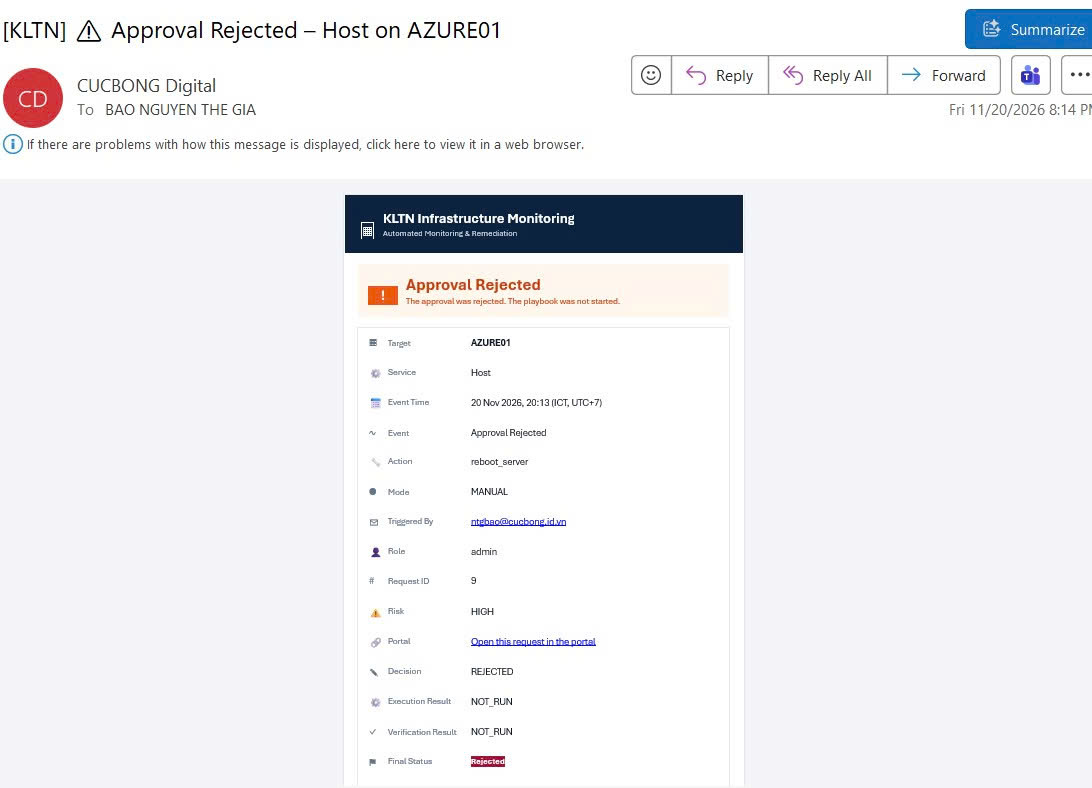 [KLTN] ⚠ Approval Rejected – Host on AZURE01
Summarize
CD
CUCBONG Digital
To BAO NGUYEN THE GIA
Reply
Reply All
Forward
Fri 11/20/2026 8:14 PM
If there are problems with how this message is displayed, click here to view it in a web browser.
KLTN Infrastructure Monitoring
Automated Monitoring & Remediation
! Approval Rejected
The approval was rejected. The playbook was not started.
Target AZURE01
Service Host
Event Time 20 Nov 2026, 20:13 (ICT, UTC+7)
Event Approval Rejected
Action reboot_server
Mode MANUAL
Triggered By ntgbao@cucbong.id.vn
Role admin
# Request ID 9
Risk HIGH
Portal Open this request in the portal
Decision REJECTED
Execution Result NOT_RUN
Verification Result NOT_RUN
Final Status Rejected